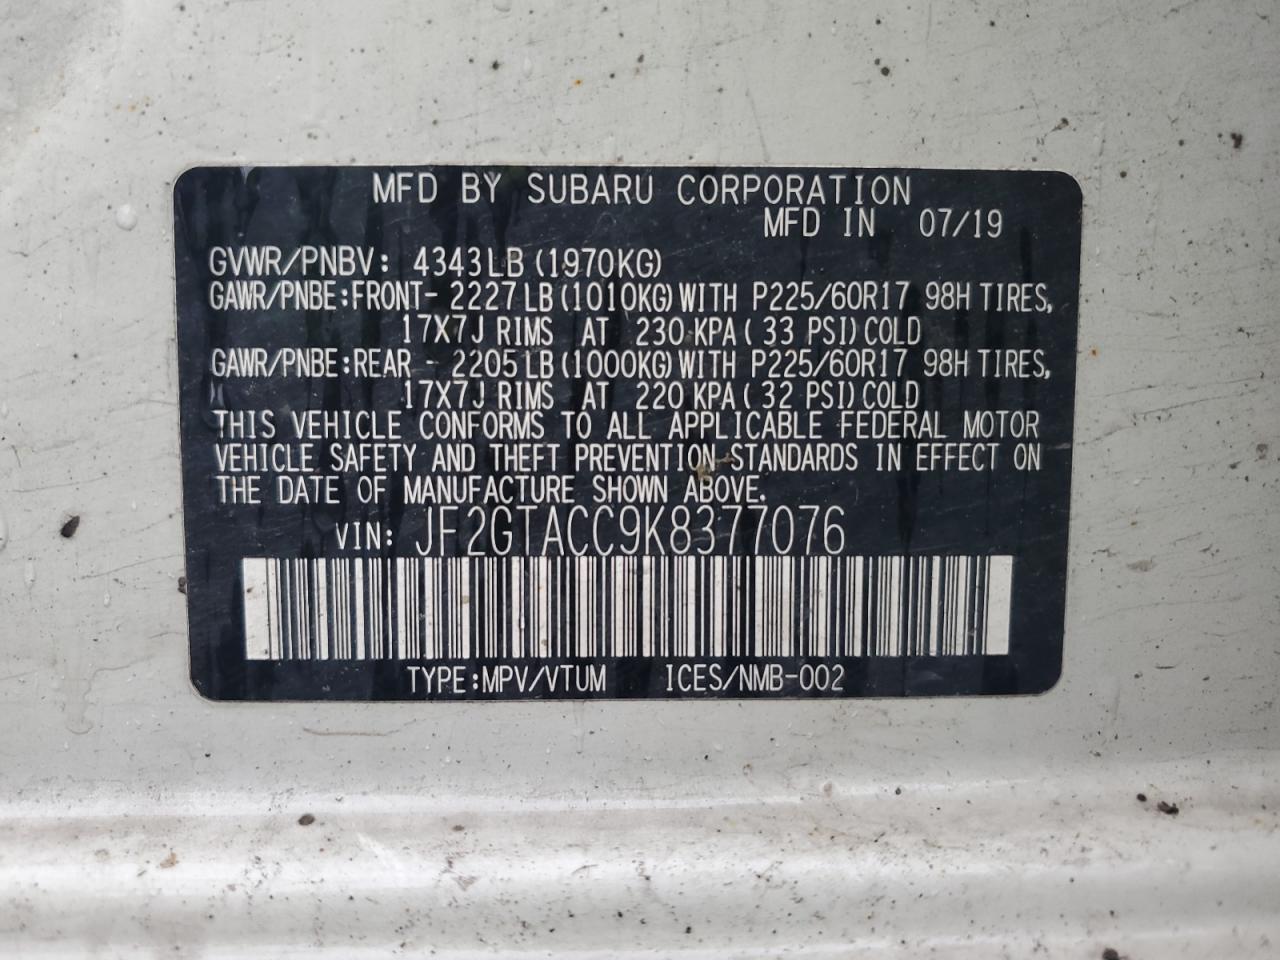 MFD BY SUBARU CORPORATION
MFD IN 07/19
GVWR/PNBV: 4343LB (1970KG)
GAWR/PNBE:FRONT- 2227LB (1010KG) WITH P225/60R17 98H TIRES,
17X7J RIMS AT 230 KPA( 33 PSI) COLD
GAWR/PNBE:REAR - 2205LB (1000KG) WITH P225/60R17 98H TIRES,
17X7J RIMS AT 220 KPA( 32 PSI) COLD
THIS VEHICLE CONFORMS TO ALL APPLICABLE FEDERAL MOTOR
VEHICLE SAFETY AND THEFT PREVENTION STANDARDS IN EFFECT ON
THE DATE OF MANUFACTURE SHOWN ABOVE.
VIN: JF2GTACC9K8377076
TYPE:MPV/VTUM ICES/NMB-002